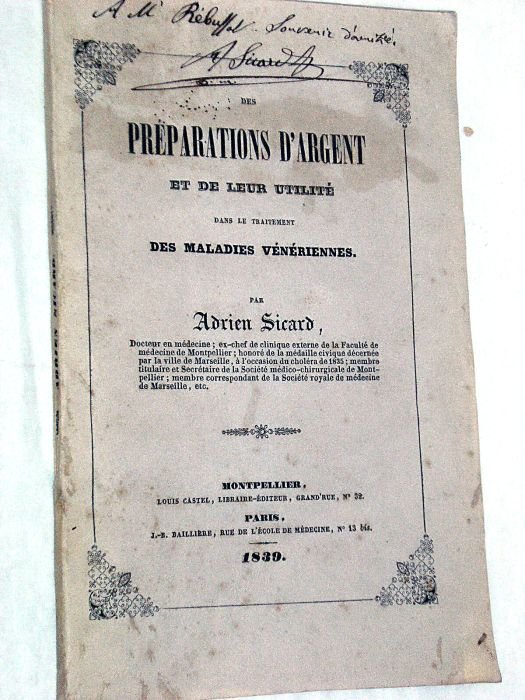 A Mr Rébuffat. Souvenir d'amitié,
A Sicard
DES
PRÉPARATIONS D'ARGENT
ET DE LEUR UTILITÉ
DANS LE TRAITEMENT
DES MALADIES VÉNÉRIENNES.
PAR
Adrien Sicard,
Docteur en médecine ; ex-chef de clinique externe de la Faculté de
médecine de Montpellier ; honoré de la médaille civique décernée
par la ville de Marseille, à l'occasion du choléra de 1835 ; membre
titulaire et Secrétaire de la Société médico-chirurgicale de Mont-
pellier ; membre correspondant de la Société royale de médecine
de Marseille, etc.
MONTPELLIER,
LOUIS CASTEL, LIBRAIRE-ÉDITEUR, GRAND'RUE, N° 32.
PARIS,
J.-B. BAILLIÈRE, RUE DE L'ÉCOLE DE MÉDECINE, N° 13 bis.
1839.
ADRIEN SICARD